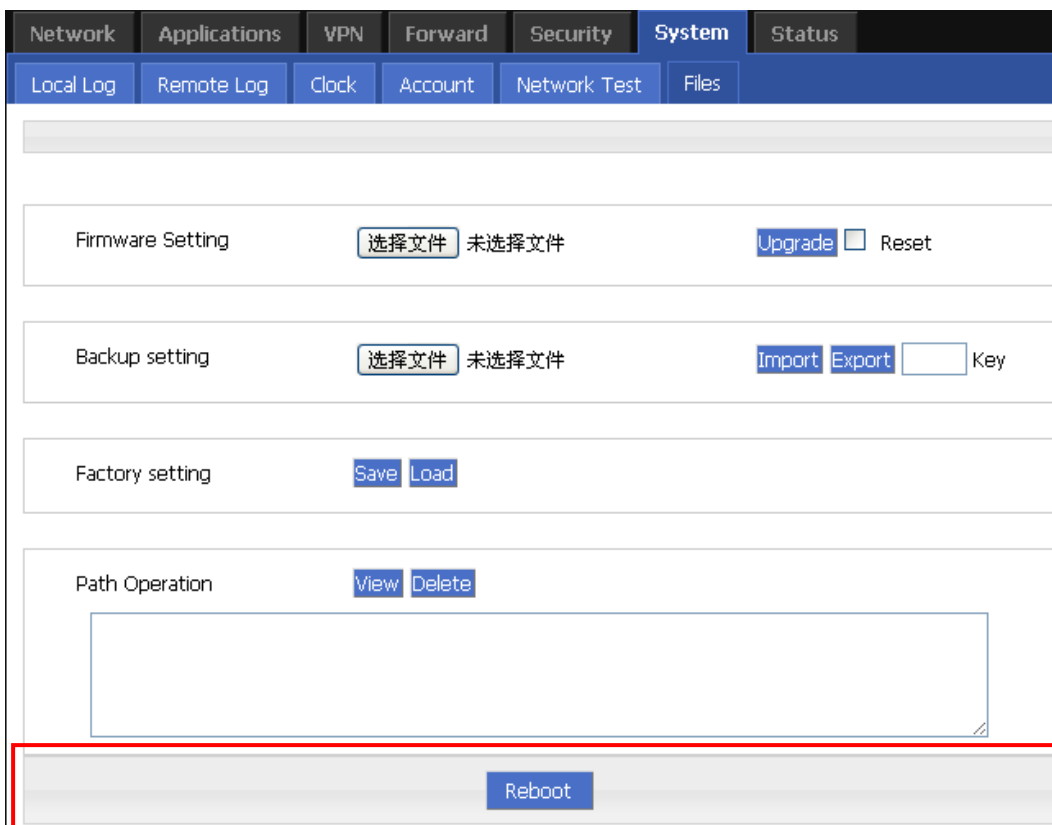 Network Applications VPN Forward Security System Status
Local Log Remote Log Clock Account Network Test Files
Firmware Setting 选择文件 未选择文件 Upgrade Reset
Backup setting 选择文件 未选择文件 Import Export Key
Factory setting Save Load
Path Operation View Delete
Reboot